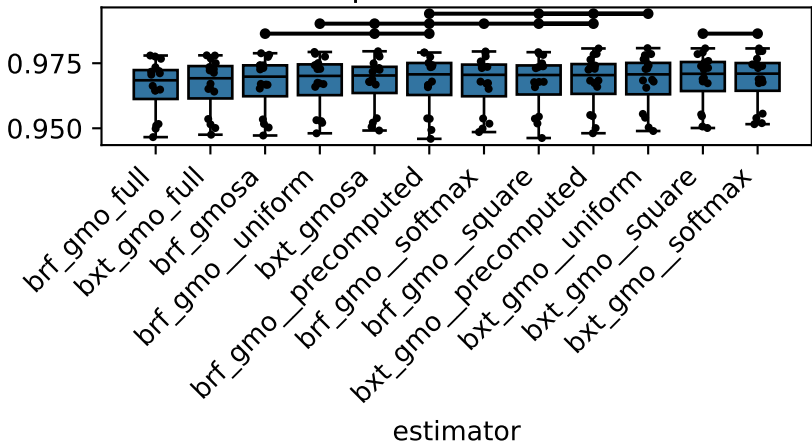 0.975
0.950
brf_gmo_full
bxt_gmo_full
brf_gmosa
brf_gmo__uniform
bxt_gmosa
brf_gmo__precomputed
brf_gmo__softmax
brf_gmo__square
bxt_gmo__precomputed
bxt_gmo__uniform
bxt_gmo__square
bxt_gmo__softmax
estimator